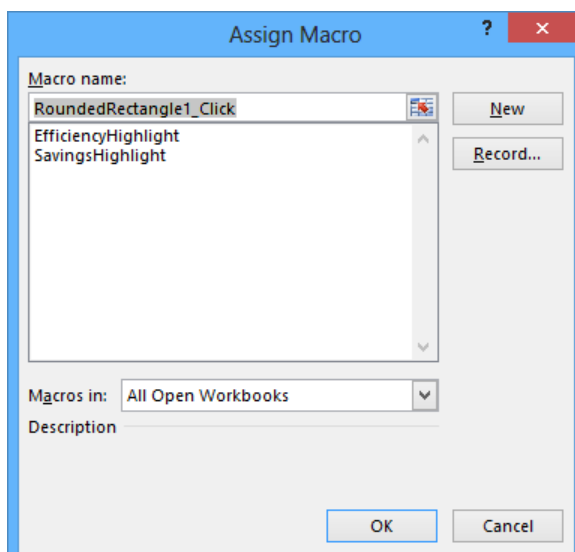 Assign Macro
?
×
Macro name:
RoundedRectangle1_Click
New
EfficiencyHighlight
SavingsHighlight
Record...
Macros in:
All Open Workbooks
Description
OK
Cancel